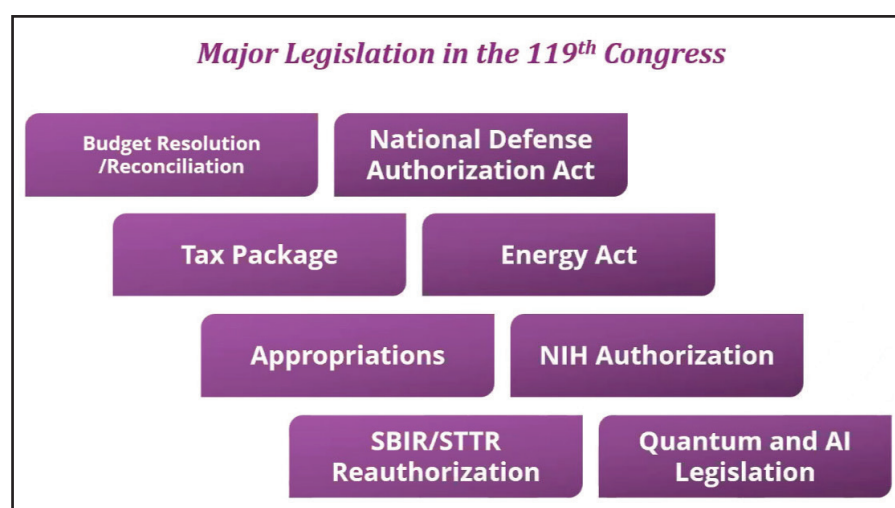 Major Legislation in the 119th Congress
Budget Resolution
/Reconciliation
National Defense
Authorization Act
Tax Package
Energy Act
Appropriations
NIH Authorization
SBIR/STTR
Reauthorization
Quantum and AI
Legislation